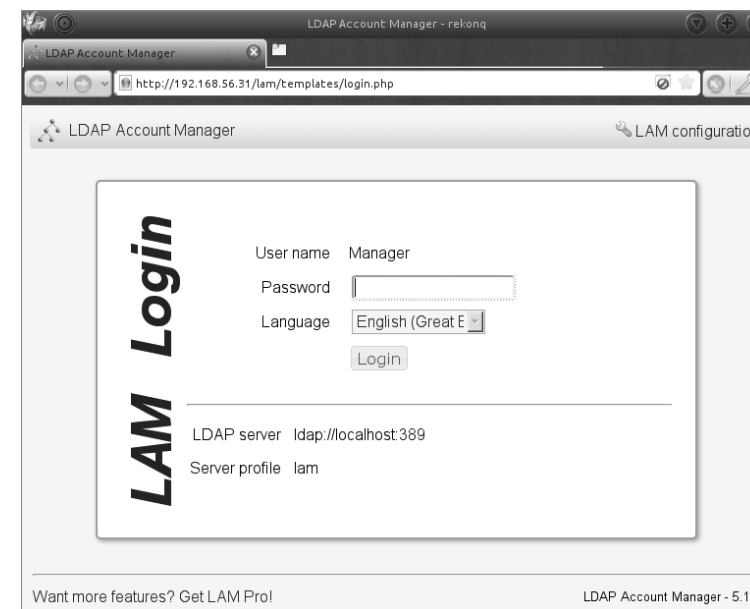 LDAP Account Manager - rekonq
LDAP Account Manager
http://192.168.56.31/lam/templates/login.php
LDAP Account Manager
LAM configuratio
LAM Login
User name Manager
Password
Language English (Great B
Login
LDAP server ldap://localhost:389
Server profile lam
Want more features? Get LAM Pro!
LDAP Account Manager - 5.1